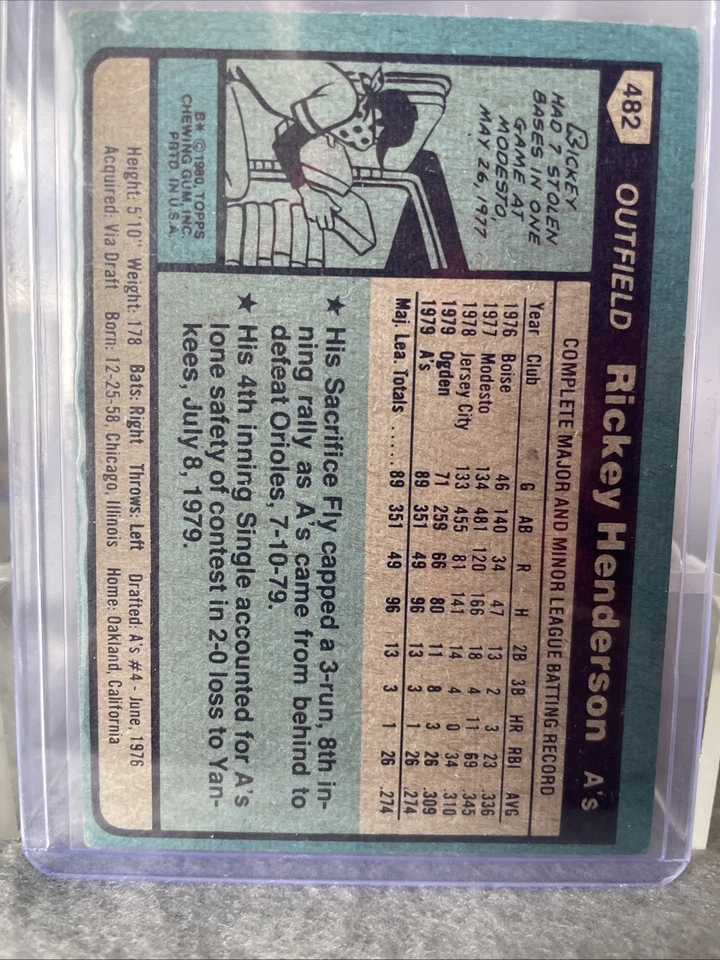 482 OUTFIELD Rickey Henderson A's
Rickey
HAD 7 STOLEN
BASES IN ONE
GAME AT
MODESTO,
MAY 26, 1977
B* © 1980, TOPPS
CHEWING GUM, INC.
PRTD. IN U.S.A.
COMPLETE MAJOR AND MINOR LEAGUE BATTING RECORD
Year Club G AB R H 2B 3B HR RBI AVG
1976 Boise 46 140 34 47 13 2 3 23 .336
1977 Modesto 134 481 120 166 18 4 11 69 .345
1978 Jersey City 133 455 81 141 14 4 0 34 .310
1979 Ogden 71 259 66 80 11 8 3 26 .309
1979 A's 89 351 49 96 13 3 1 26 .274
Maj. Lea. Totals ...... 89 351 49 96 13 3 1 26 .274
★ His Sacrifice Fly capped a 3-run, 8th in-
ning rally as A's came from behind to
defeat Orioles, 7-10-79.
★ His 4th inning Single accounted for A's
lone safety of contest in 2-0 loss to Yan-
kees, July 8, 1979.
Height: 5'10" Weight: 178 Bats: Right Throws: Left Drafted: A's #4 - June, 1976
Acquired: Via Draft Born: 12-25-58, Chicago, Illinois Home: Oakland, California